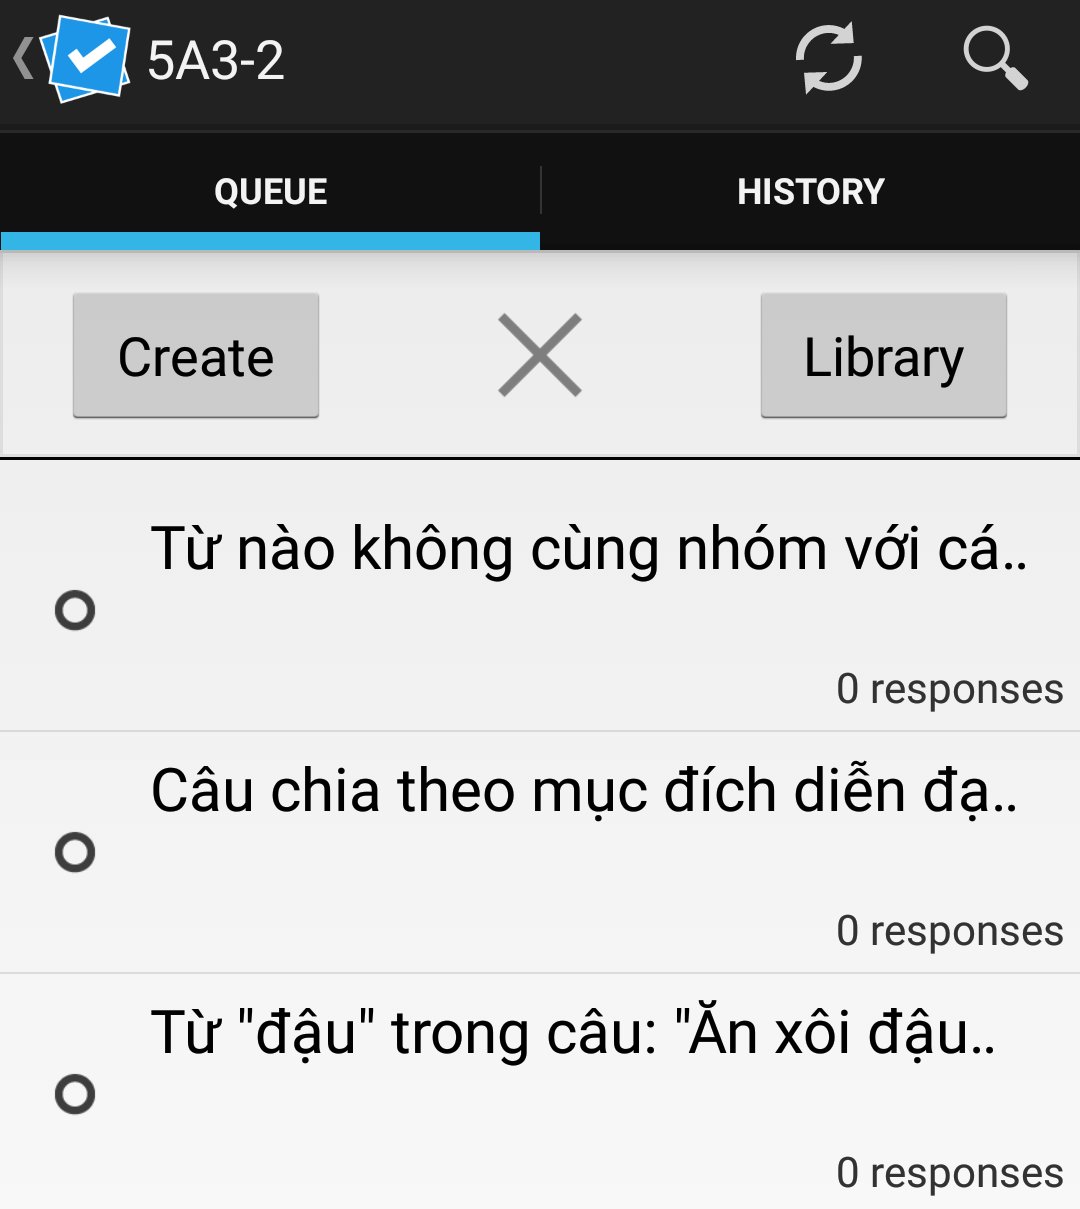 5A3-2
QUEUE
HISTORY
Create
Library
Từ nào không cùng nhóm với cá..
0 responses
Câu chia theo mục đích diễn đạ..
0 responses
Từ "đậu" trong câu: "Ăn xôi đậu..
0 responses